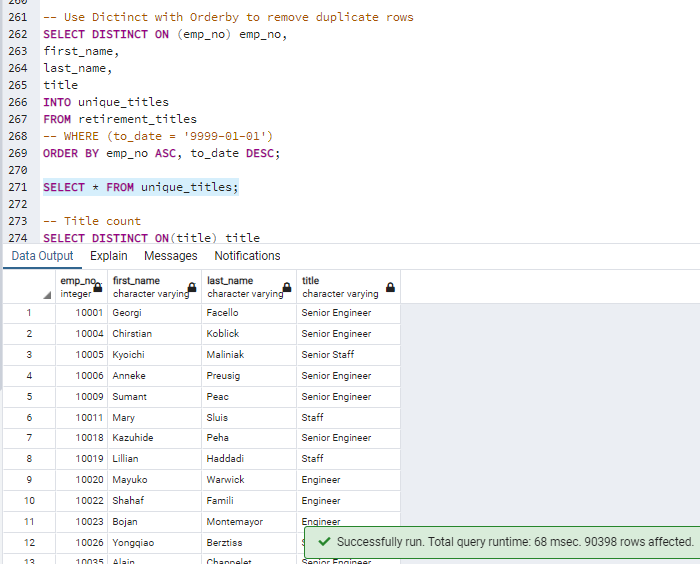 260
261 -- Use Dictinct with Orderby to remove duplicate rows
262 SELECT DISTINCT ON (emp_no) emp_no,
263 first_name,
264 last_name,
265 title
266 INTO unique_titles
267 FROM retirement_titles
268 -- WHERE (to_date = '9999-01-01')
269 ORDER BY emp_no ASC, to_date DESC;
270
271 SELECT * FROM unique_titles;
272
273 -- Title count
274 SELECT DISTINCT ON(title) title
Data Output Explain Messages Notifications
emp_no first_name last_name title
integer character varying character varying character varying
1 10001 Georgi Facello Senior Engineer
2 10004 Chirstian Koblick Senior Engineer
3 10005 Kyoichi Maliniak Senior Staff
4 10006 Anneke Preusig Senior Engineer
5 10009 Sumant Peac Senior Engineer
6 10011 Mary Sluis Staff
7 10018 Kazuhide Peha Senior Engineer
8 10019 Lillian Haddadi Staff
9 10020 Mayuko Warwick Engineer
10 10022 Shahaf Famili Engineer
11 10023 Bojan Montemayor Engineer
12 10026 Yongqiao Berztiss
Successfully run. Total query runtime: 68 msec. 90398 rows affected.
13 10035 Alain Chappelet Senior Engineer